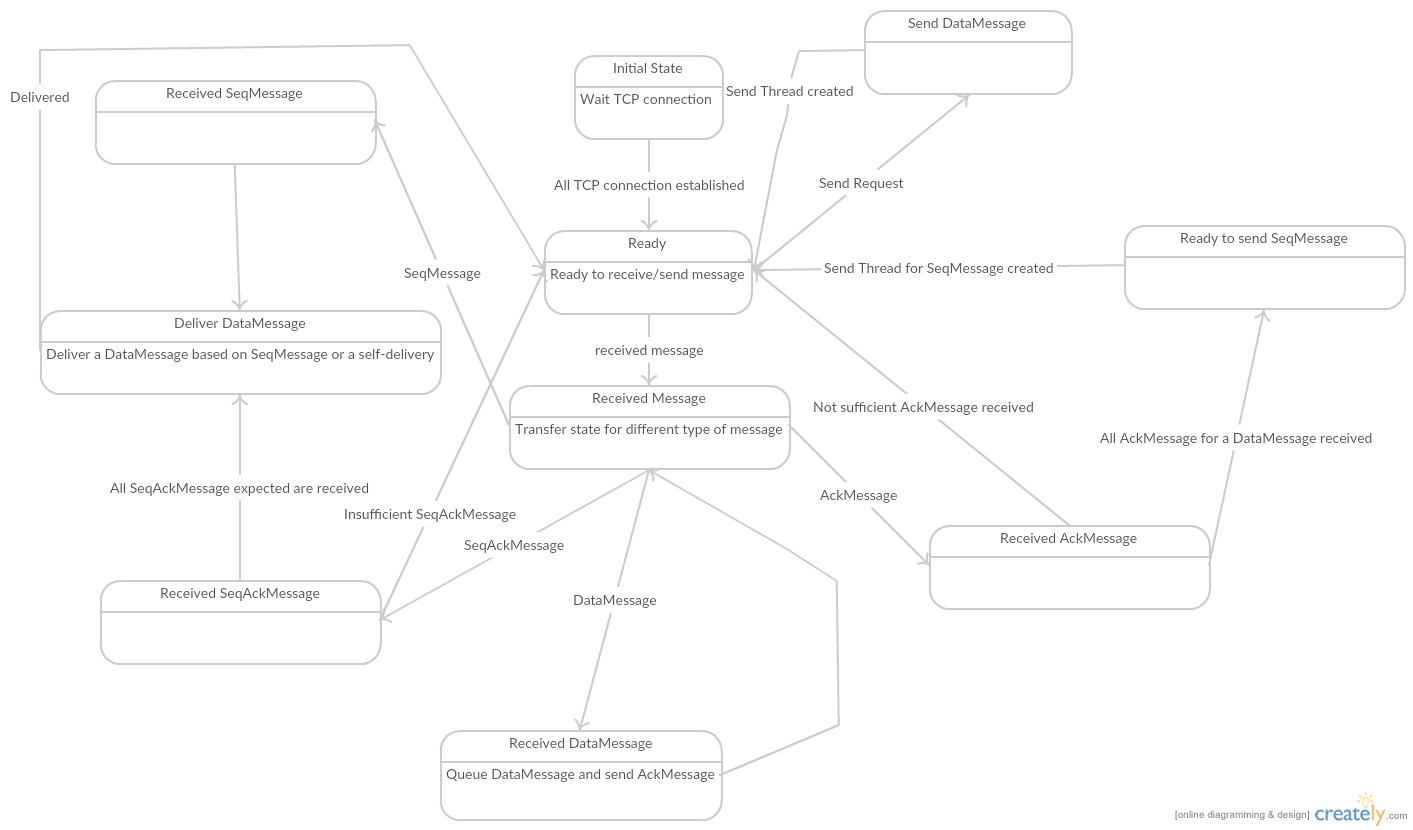 Send DataMessage
Initial State
Wait TCP connection
Send Thread created
Delivered
Received SeqMessage
All TCP connection established
Send Request
Ready
Ready to receive/send message
Ready to send SeqMessage
Send Thread for SeqMessage created
SeqMessage
Deliver DataMessage
Deliver a DataMessage based on SeqMessage or a self-delivery
received message
Received Message
Transfer state for different type of message
Not sufficient AckMessage received
All AckMessage for a DataMessage received
All SeqAckMessage expected are received
AckMessage
Insufficient SeqAckMessage
SeqAckMessage
Received AckMessage
Received SeqAckMessage
DataMessage
Received DataMessage
Queue DataMessage and send AckMessage
[online diagramming & design] creately.com